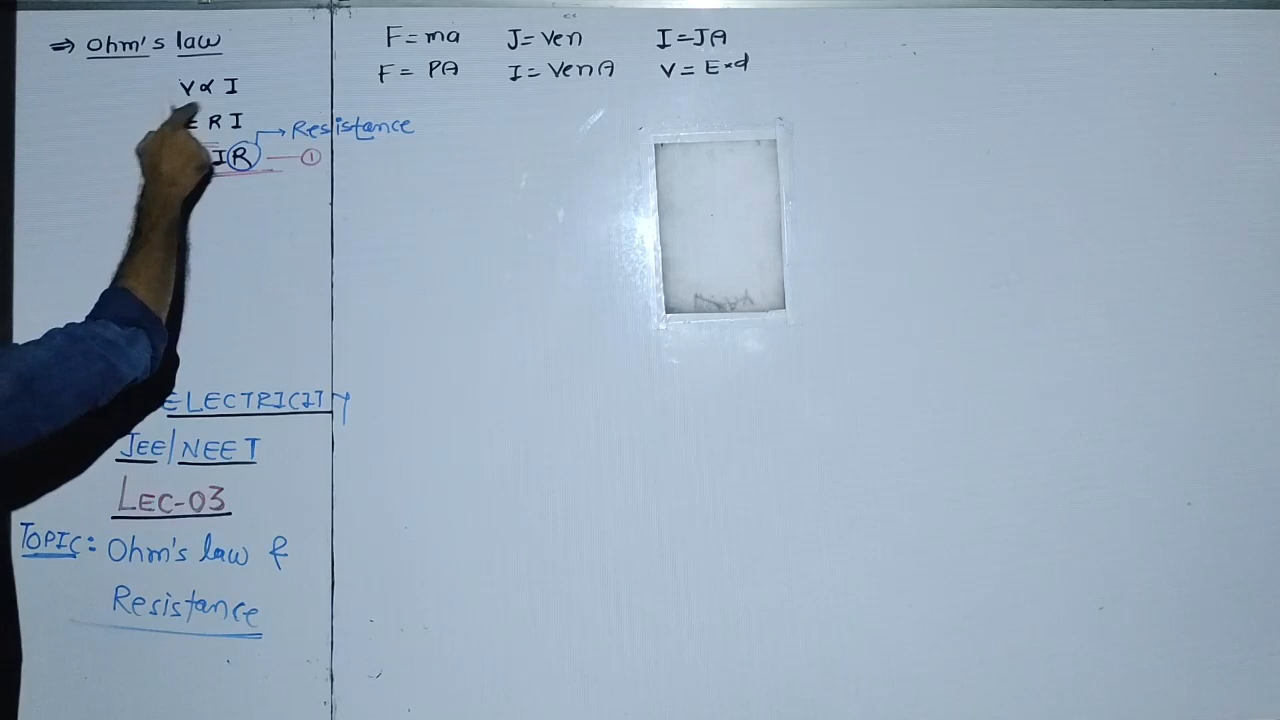 ⇒ Ohm's law
V ∝ I
= R I
I R → Resistance — ①
F = ma J = Ven I = JA
F = PA I = VenA V = E×d
ELECTRICITY
JEE/NEET
LEC-03
TOPIC: Ohm's law &
Resistance